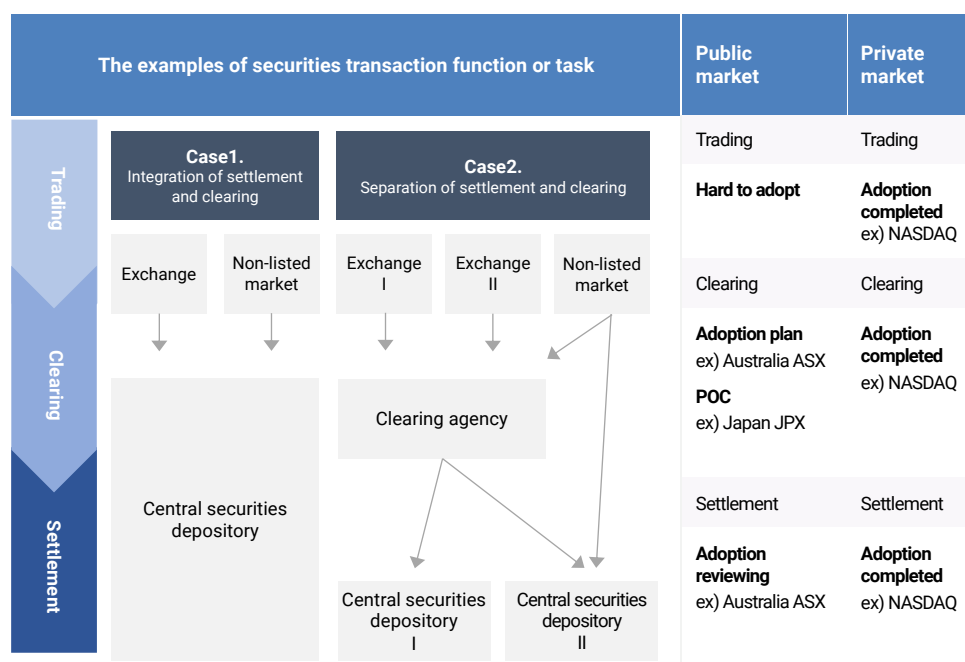 The examples of securities transaction function or task
Public
market
Private
market
Trading
Clearing
Settlement
Case1.
Integration of settlement
and clearing
Case2.
Separation of settlement and clearing
Exchange
Non-listed
market
Exchange
I
Exchange
II
Non-listed
market
Clearing agency
Central securities
depository
Central securities
depository
I
Central securities
depository
II
Trading
Trading
Hard to adopt
Adoption
completed
ex) NASDAQ
Clearing
Clearing
Adoption plan
ex) Australia ASX
POC
ex) Japan JPX
Adoption
completed
ex) NASDAQ
Settlement
Settlement
Adoption
reviewing
ex) Australia ASX
Adoption
completed
ex) NASDAQ